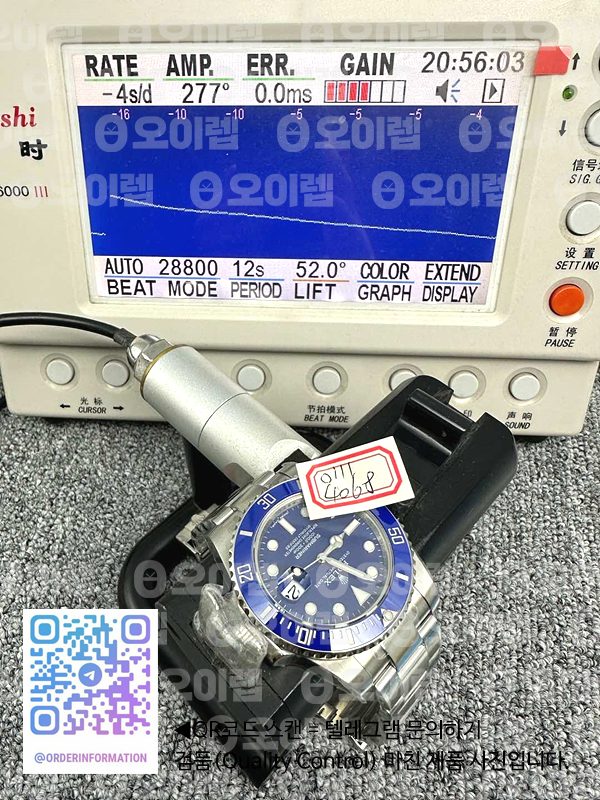 RATE AMP. ERR. GAIN 20:56:03
-4s/d 277° 0.0ms
-16 -10 -10 -5 -5 -5 -4
shi
时
6000 III
信号
SIG.G
设置
SETTING
暂停
PAUSE
AUTO 28800 12s 52.0° COLOR EXTEND
BEAT MODE PERIOD LIFT GRAPH DISPLAY
← 光标 →
CURSOR
节拍模式
BEAT MODE
印
声响
SOUND
오이렙
30
50
20
10
SUBMARINER
@ORDERINFORMATION
◀QR코드 스캔 = 텔레그램 문의하기
검품(Quality Control) 마친 제품 사진입니다.